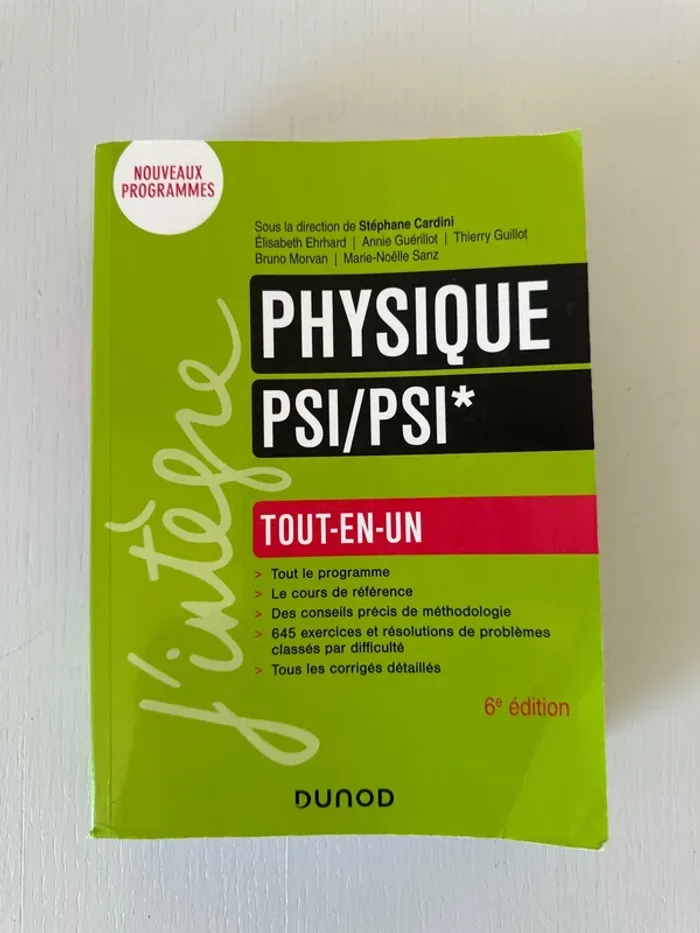 NOUVEAUX
PROGRAMMES
Sous la direction de Stéphane Cardini
Élisabeth Ehrhard | Annie Guérillot | Thierry Guillot
Bruno Morvan | Marie-Noëlle Sanz
PHYSIQUE
PSI/PSI*
j'intègre
TOUT-EN-UN
> Tout le programme
> Le cours de référence
> Des conseils précis de méthodologie
> 645 exercices et résolutions de problèmes
classés par difficulté
> Tous les corrigés détaillés
6e édition
DUNOD